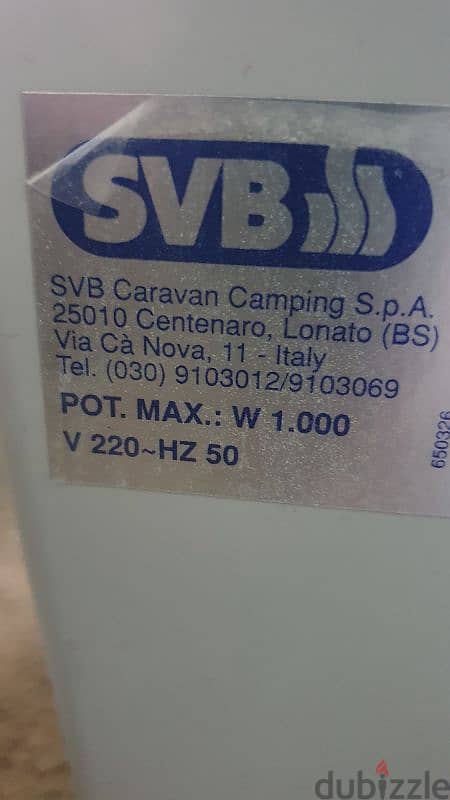 SVB
SVB Caravan Camping S.p.A.
25010 Centenaro, Lonato (BS)
Via Cà Nova, 11 - Italy
Tel. (030) 9103012/9103069
POT. MAX.: W 1.000
V 220~HZ 50
650326
dubizzle